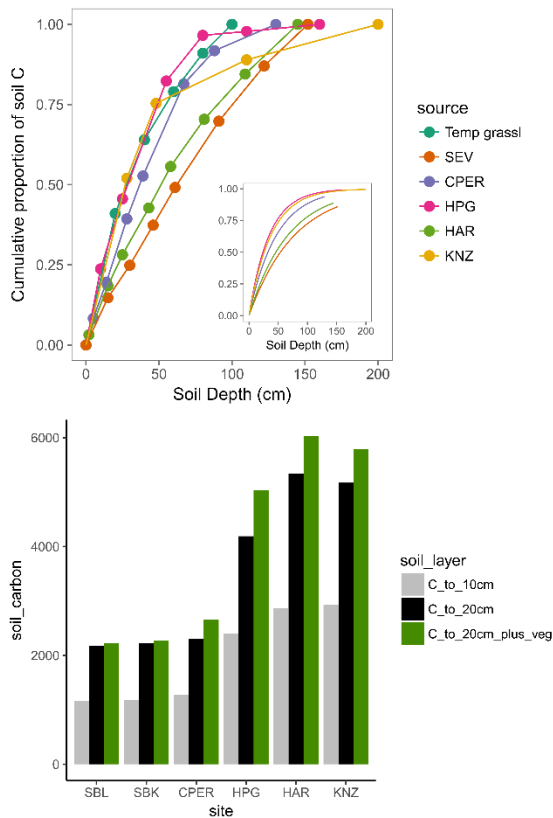 Cumulative proportion of soil C
1.00
0.75
0.50
0.25
0.00
0 50 100 150 200
Soil Depth (cm)
1.00
0.75
0.50
0.25
0.00
0 50 100 150 200
Soil Depth (cm)
source
Temp grassl
SEV
CPER
HPG
HAR
KNZ
soil_carbon
6000
4000
2000
0
SBL SBK CPER HPG HAR KNZ
site
soil_layer
C_to_10cm
C_to_20cm
C_to_20cm_plus_veg